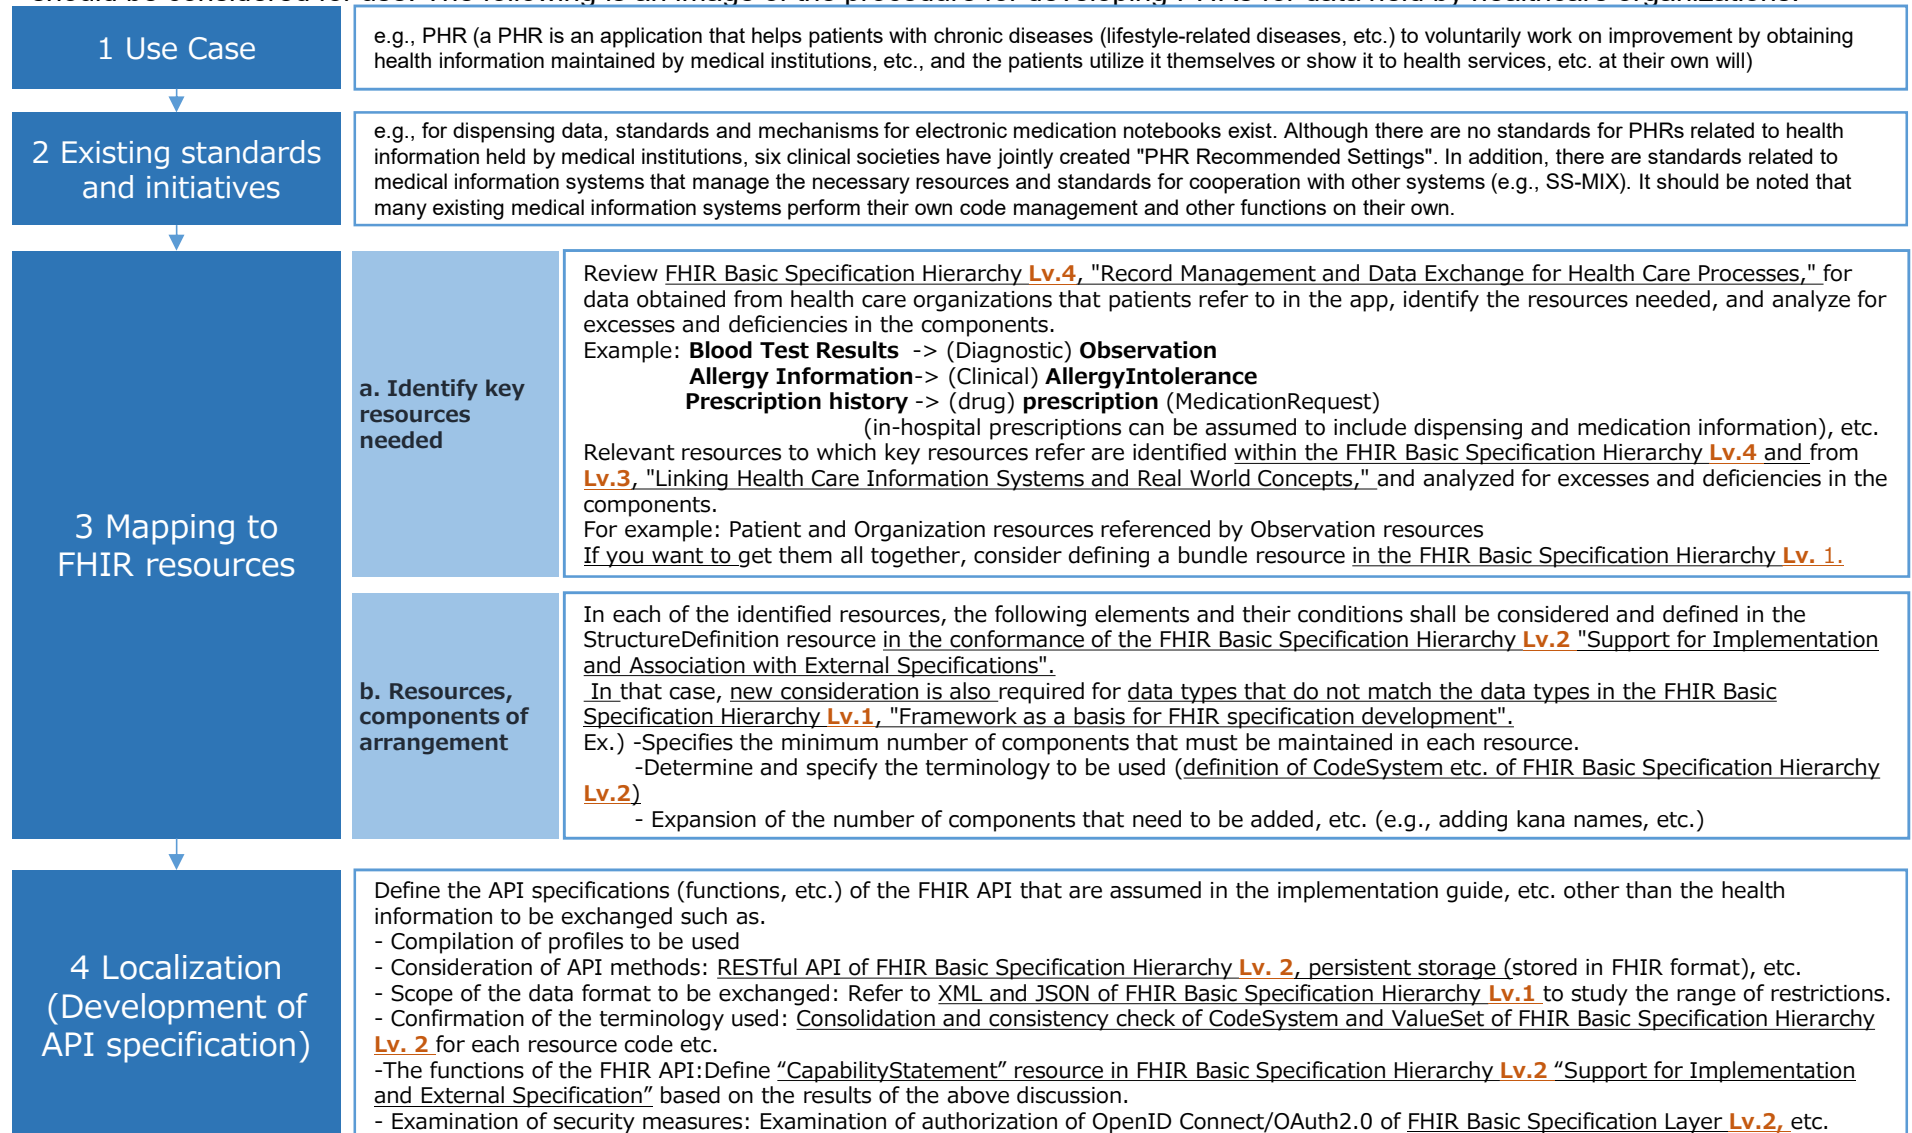 should be considered for use. The following is an image of the procedure for developing PHRs for data held by healthcare organizations.
1 Use Case
e.g., PHR (a PHR is an application that helps patients with chronic diseases (lifestyle-related diseases, etc.) to voluntarily work on improvement by obtaining
health information maintained by medical institutions, etc., and the patients utilize it themselves or show it to health services, etc. at their own will)
2 Existing standards
and initiatives
e.g., for dispensing data, standards and mechanisms for electronic medication notebooks exist. Although there are no standards for PHRs related to health
information held by medical institutions, six clinical societies have jointly created "PHR Recommended Settings". In addition, there are standards related to
medical information systems that manage the necessary resources and standards for cooperation with other systems (e.g., SS-MIX). It should be noted that
many existing medical information systems perform their own code management and other functions on their own.
3 Mapping to
FHIR resources
a. Identify key
resources
needed
Review FHIR Basic Specification Hierarchy Lv.4, "Record Management and Data Exchange for Health Care Processes," for
data obtained from health care organizations that patients refer to in the app, identify the resources needed, and analyze for
excesses and deficiencies in the components.
Example: Blood Test Results -> (Diagnostic) Observation
Allergy Information-> (Clinical) AllergyIntolerance
Prescription history -> (drug) prescription (MedicationRequest)
(in-hospital prescriptions can be assumed to include dispensing and medication information), etc.
Relevant resources to which key resources refer are identified within the FHIR Basic Specification Hierarchy Lv.4 and from
Lv.3, "Linking Health Care Information Systems and Real World Concepts," and analyzed for excesses and deficiencies in the
components.
For example: Patient and Organization resources referenced by Observation resources
If you want to get them all together, consider defining a bundle resource in the FHIR Basic Specification Hierarchy Lv. 1.
b. Resources,
components of
arrangement
In each of the identified resources, the following elements and their conditions shall be considered and defined in the
StructureDefinition resource in the conformance of the FHIR Basic Specification Hierarchy Lv.2 "Support for Implementation
and Association with External Specifications".
In that case, new consideration is also required for data types that do not match the data types in the FHIR Basic
Specification Hierarchy Lv.1, "Framework as a basis for FHIR specification development".
Ex.) -Specifies the minimum number of components that must be maintained in each resource.
-Determine and specify the terminology to be used (definition of CodeSystem etc. of FHIR Basic Specification Hierarchy
Lv.2)
- Expansion of the number of components that need to be added, etc. (e.g., adding kana names, etc.)
4 Localization
(Development of
API specification)
Define the API specifications (functions, etc.) of the FHIR API that are assumed in the implementation guide, etc. other than the health
information to be exchanged such as.
- Compilation of profiles to be used
- Consideration of API methods: RESTful API of FHIR Basic Specification Hierarchy Lv. 2, persistent storage (stored in FHIR format), etc.
- Scope of the data format to be exchanged: Refer to XML and JSON of FHIR Basic Specification Hierarchy Lv.1 to study the range of restrictions.
- Confirmation of the terminology used: Consolidation and consistency check of CodeSystem and ValueSet of FHIR Basic Specification Hierarchy
Lv. 2 for each resource code etc.
-The functions of the FHIR API:Define “CapabilityStatement” resource in FHIR Basic Specification Hierarchy Lv.2 “Support for Implementation
and External Specification” based on the results of the above discussion.
- Examination of security measures: Examination of authorization of OpenID Connect/OAuth2.0 of FHIR Basic Specification Layer Lv.2, etc.